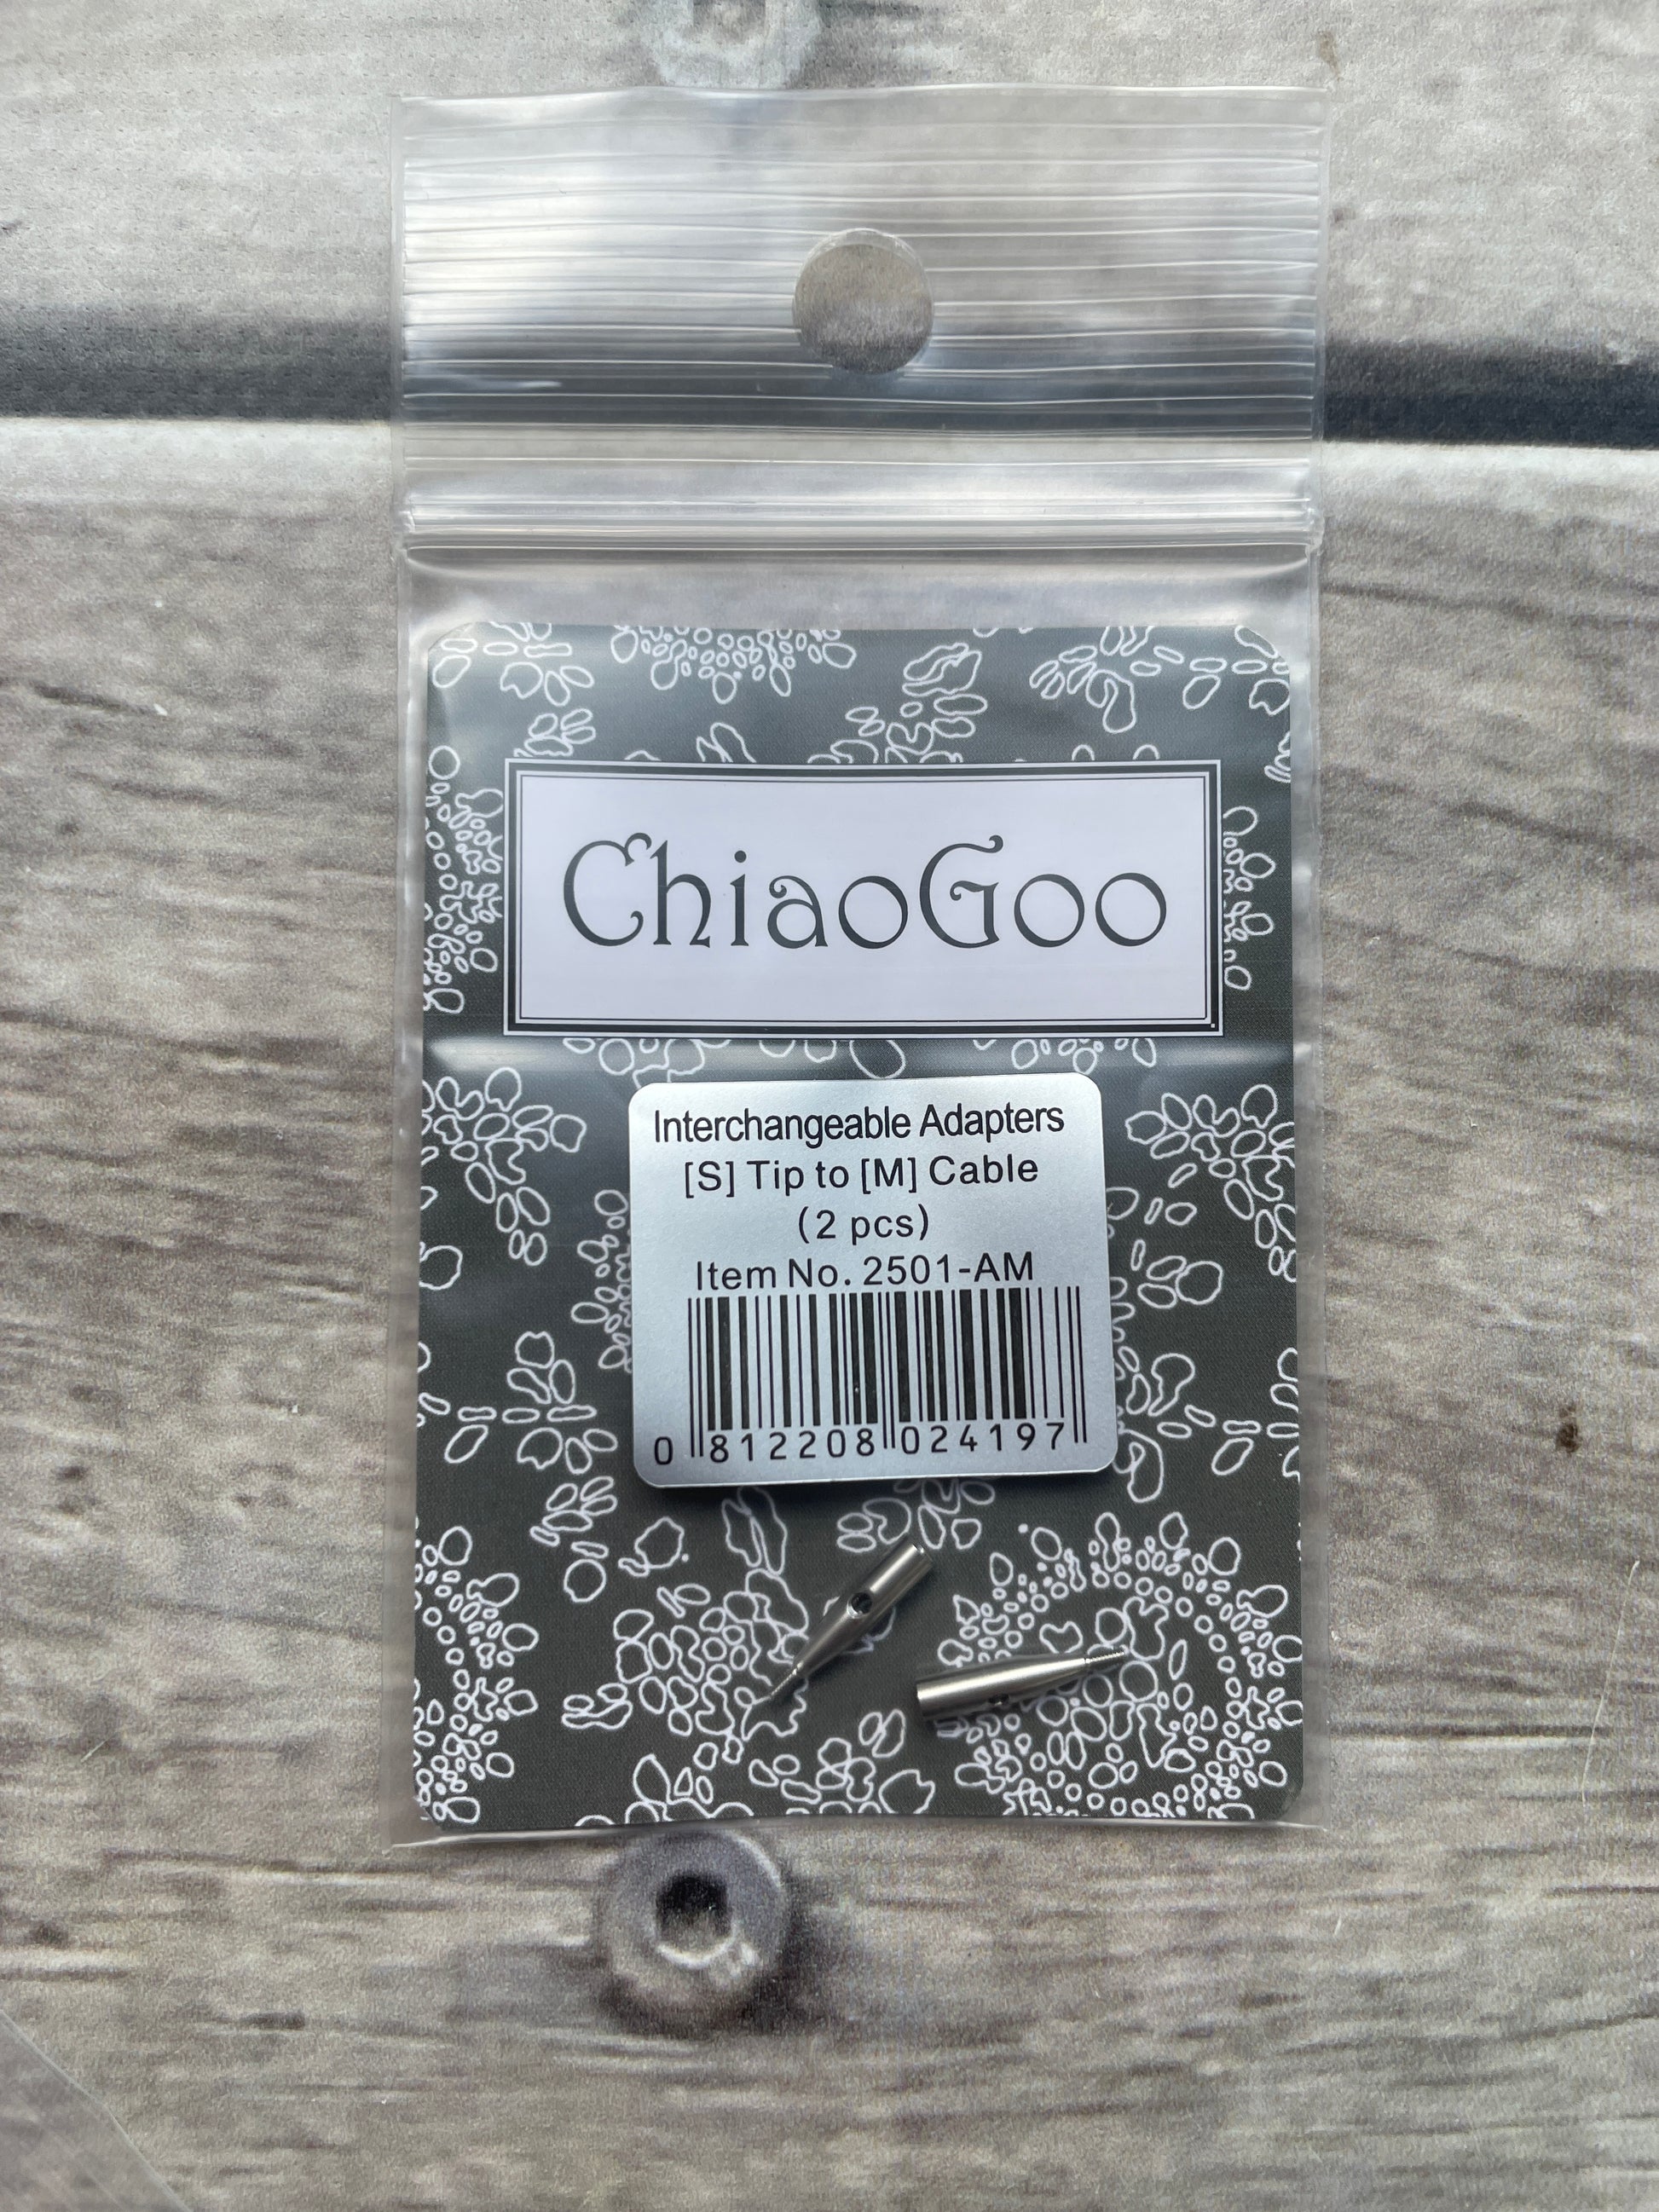 ChiaoGoo
Interchangeable Adapters
[S] Tip to [M] Cable
(2 pcs)
Item No. 2501-AM
0 812208 024197